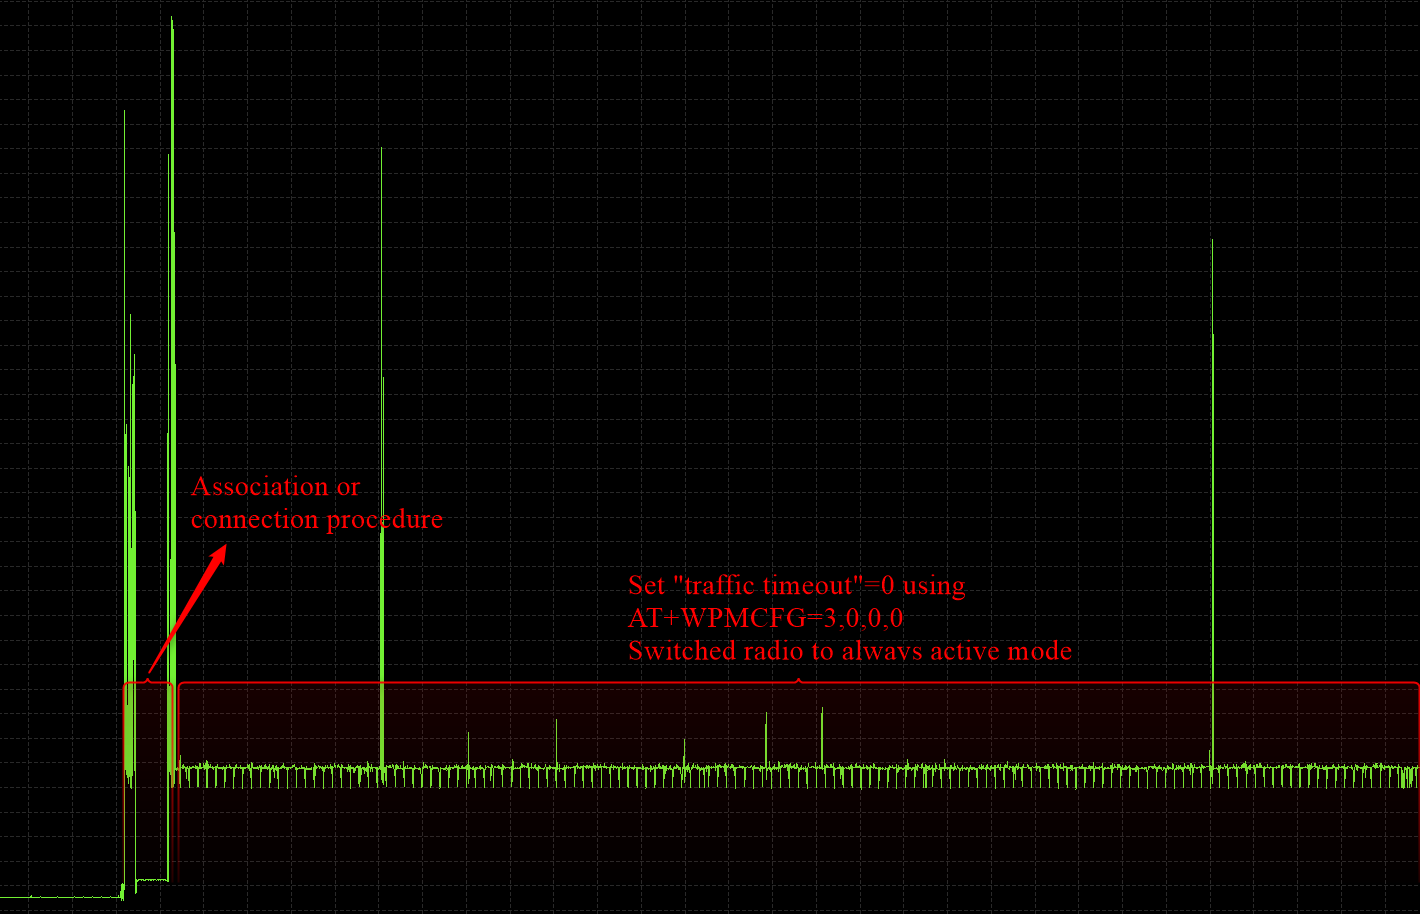 Association or
connection procedure
Set "traffic timeout"=0 using
AT+WPMCFG=3,0,0,0
Switched radio to alwavs active mode